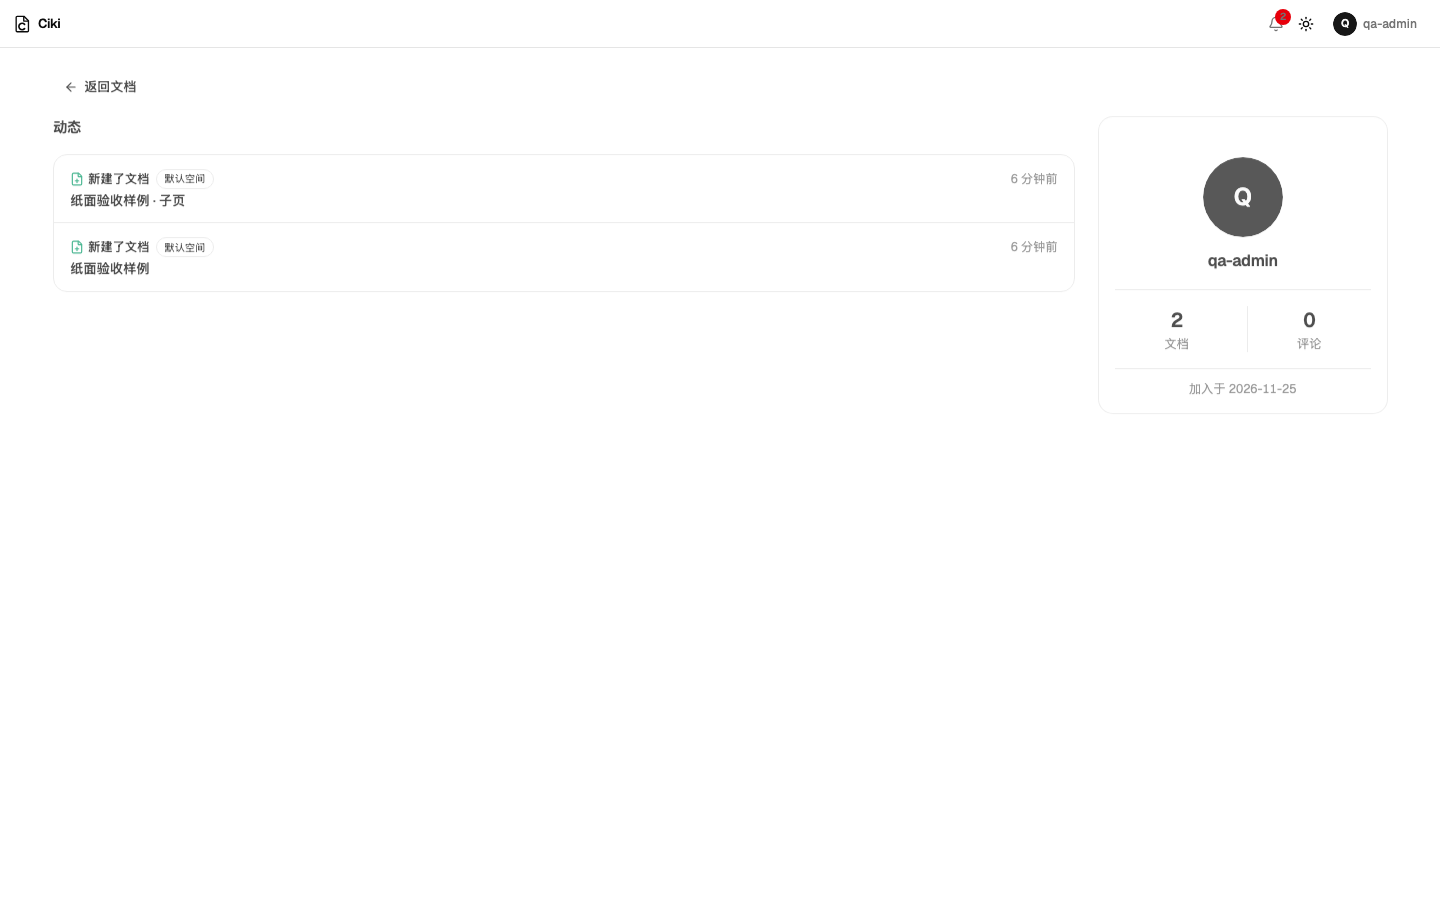 Ciki
2
Q
qa-admin
返回文档
动态
新建了文档 默认空间 6 分钟前
纸面验收样例 · 子页
新建了文档 默认空间 6 分钟前
纸面验收样例
Q
qa-admin
2
文档
0
评论
加入于 2026-11-25